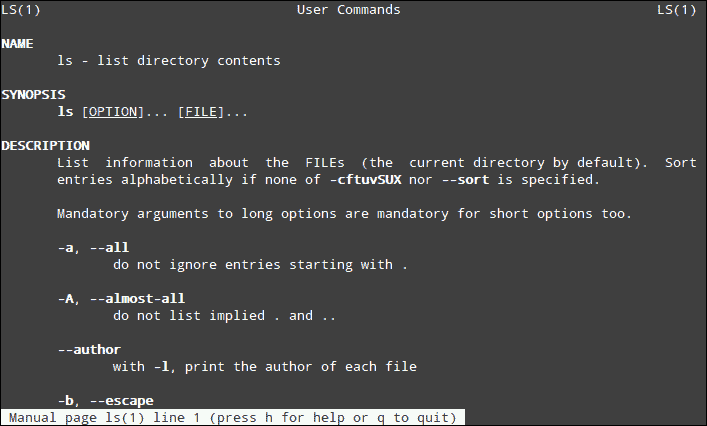 LS(1) User Commands LS(1)
NAME
ls - list directory contents
SYNOPSIS
ls [OPTION]... [FILE]...
DESCRIPTION
List information about the FILEs (the current directory by default). Sort
entries alphabetically if none of -cftuvSUX nor --sort is specified.
Mandatory arguments to long options are mandatory for short options too.
-a, --all
do not ignore entries starting with .
-A, --almost-all
do not list implied . and ..
--author
with -l, print the author of each file
-b, --escape
Manual page ls(1) line 1 (press h for help or q to quit)